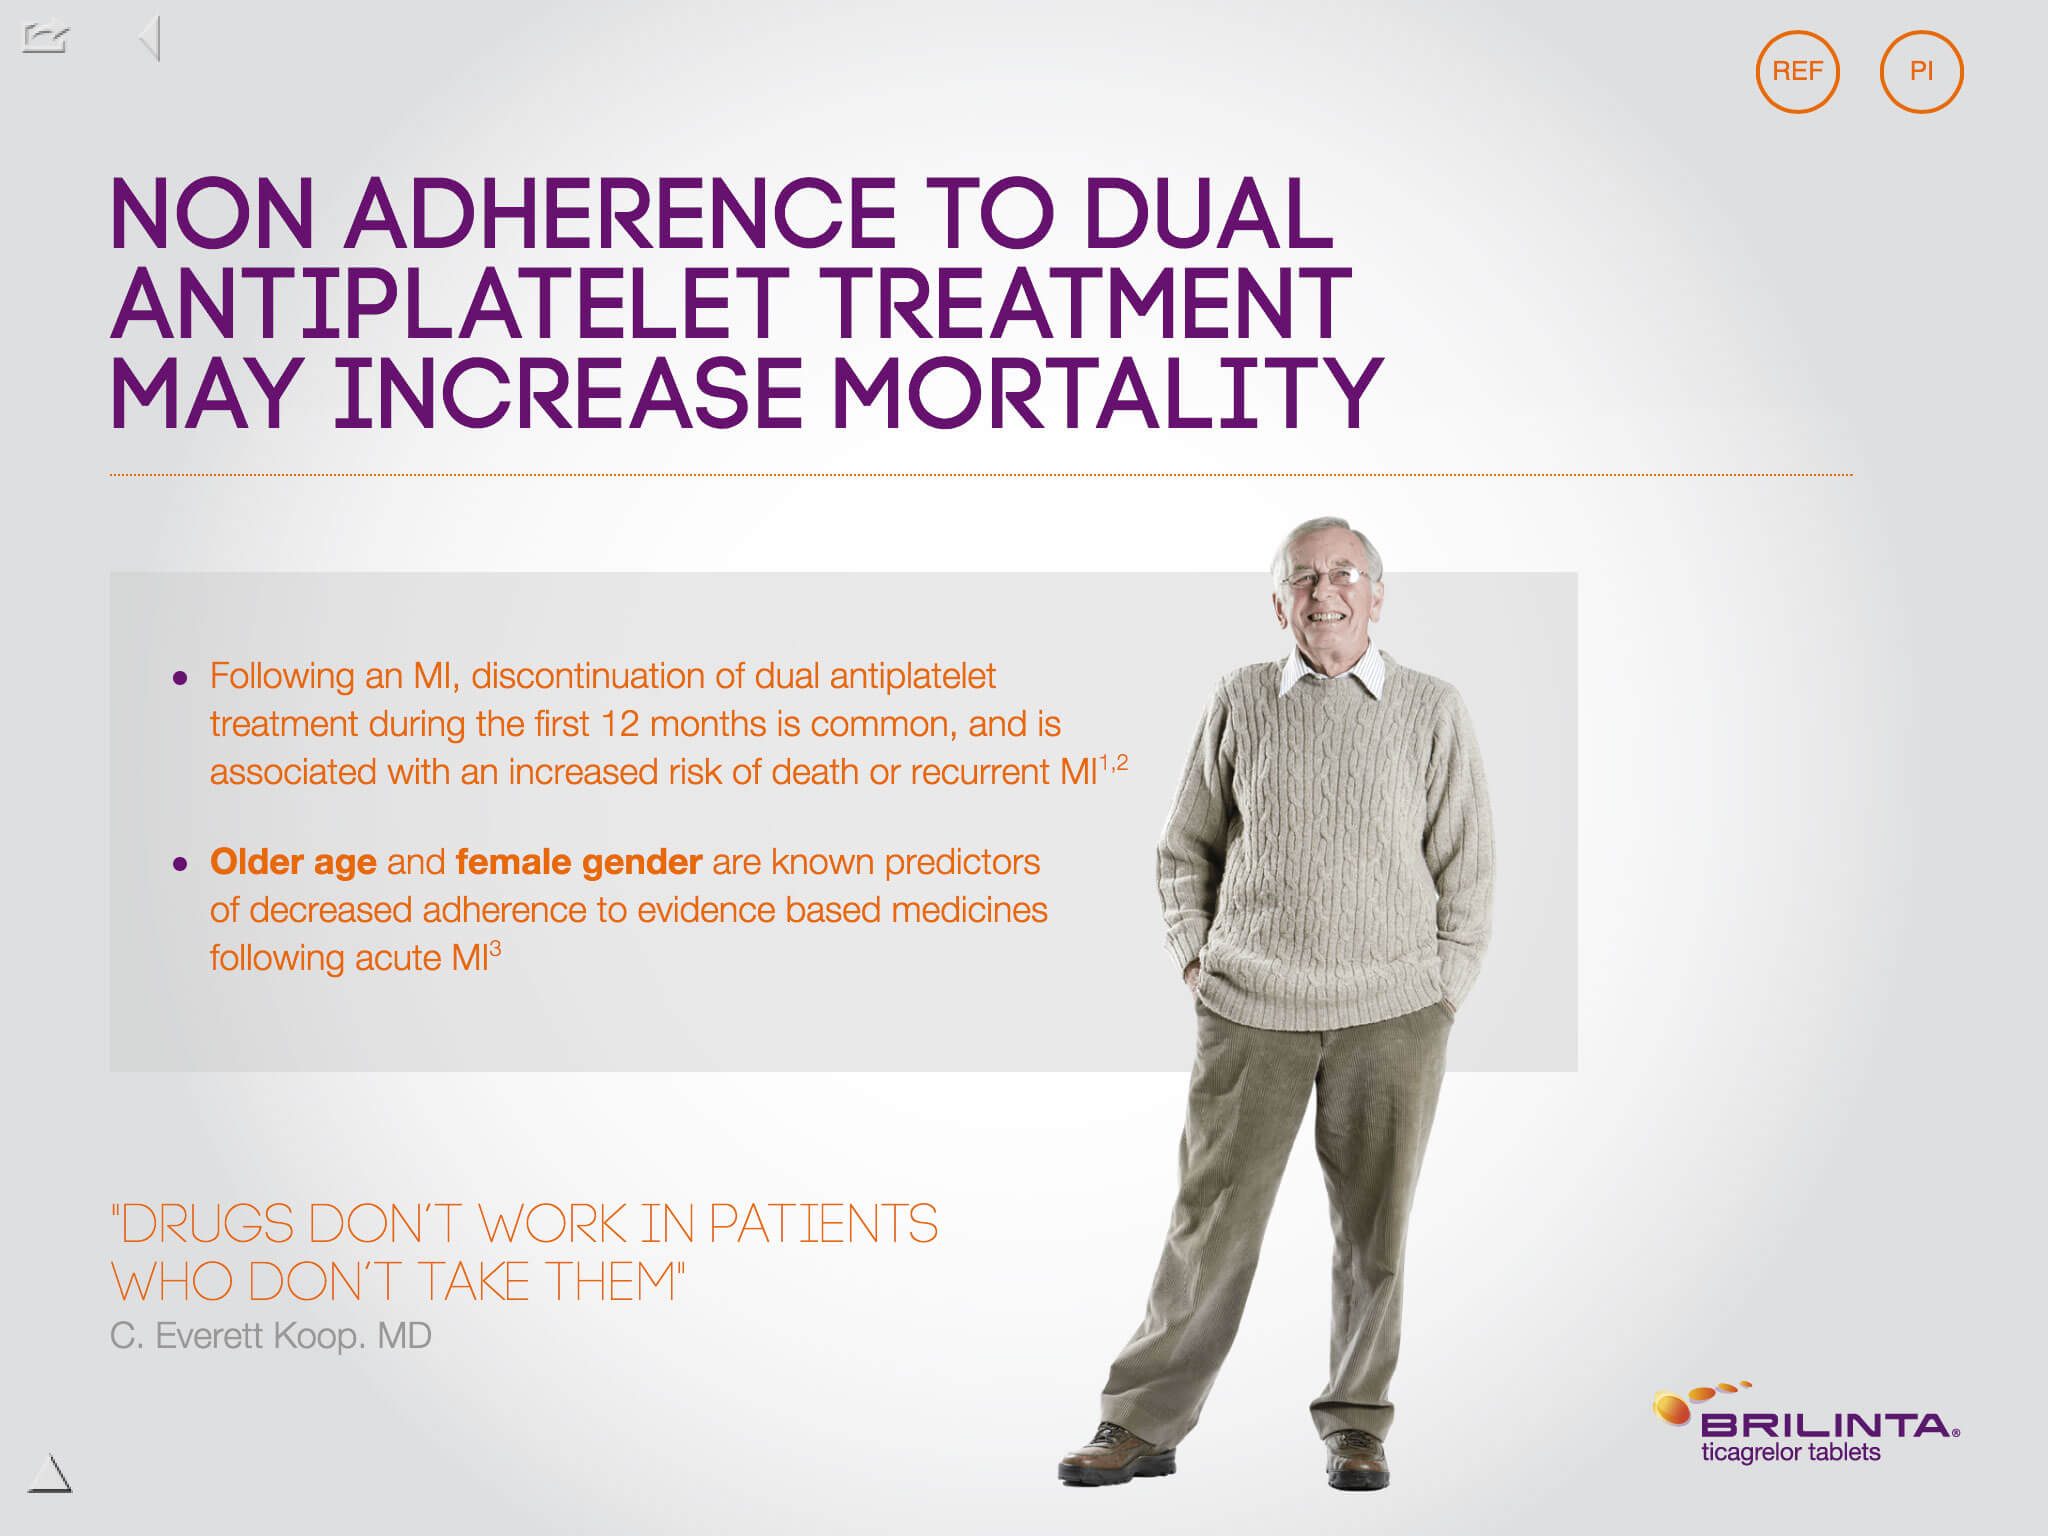 REF PI
NON ADHERENCE TO DUAL
ANTIPLATELET TREATMENT
MAY INCREASE MORTALITY
• Following an MI, discontinuation of dual antiplatelet
treatment during the first 12 months is common, and is
associated with an increased risk of death or recurrent MI¹,²
• Older age and female gender are known predictors
of decreased adherence to evidence based medicines
following acute MI³
"DRUGS DON’T WORK IN PATIENTS
WHO DON’T TAKE THEM"
C. Everett Koop. MD
BRILINTA®
ticagrelor tablets